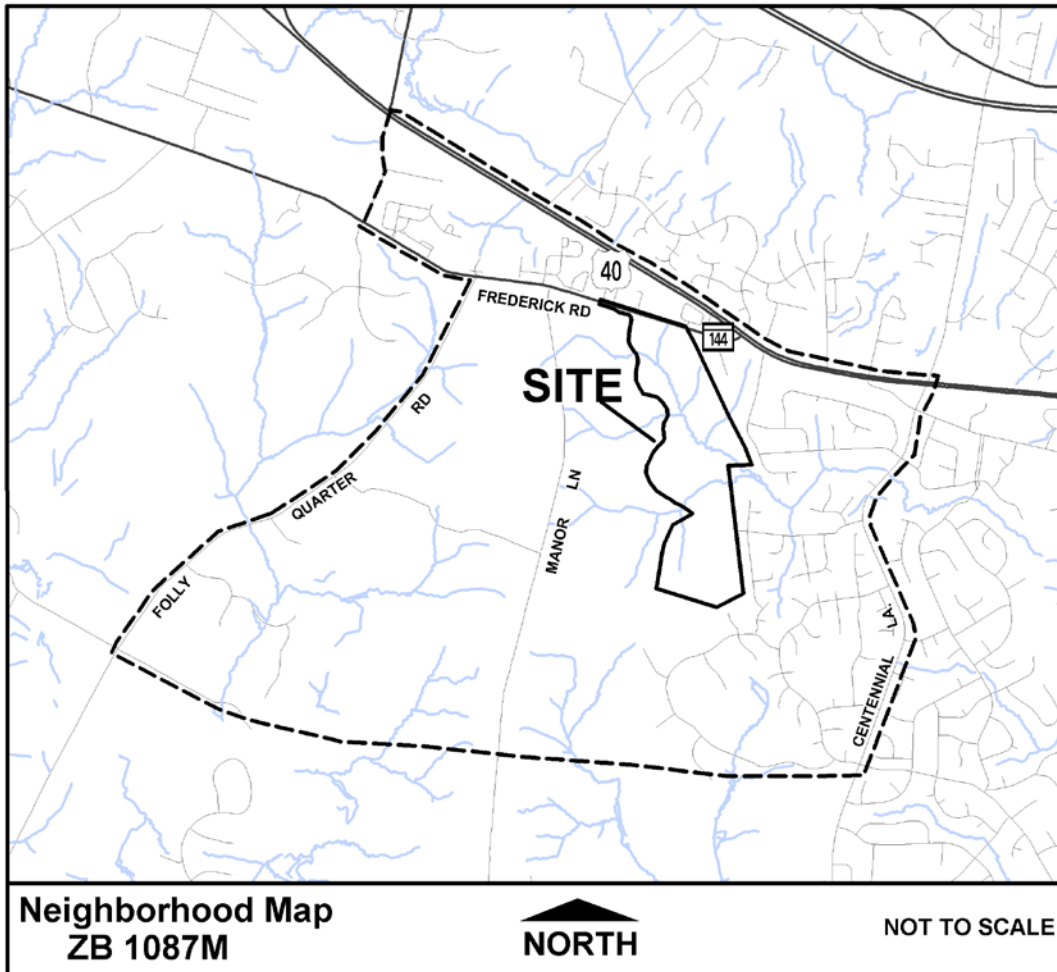 40
FREDERICK RD
144
SITE
RD
QUARTER
MANOR LN
FOLLY
CENTENNIAL LA.
Neighborhood Map
ZB 1087M
NORTH
NOT TO SCALE